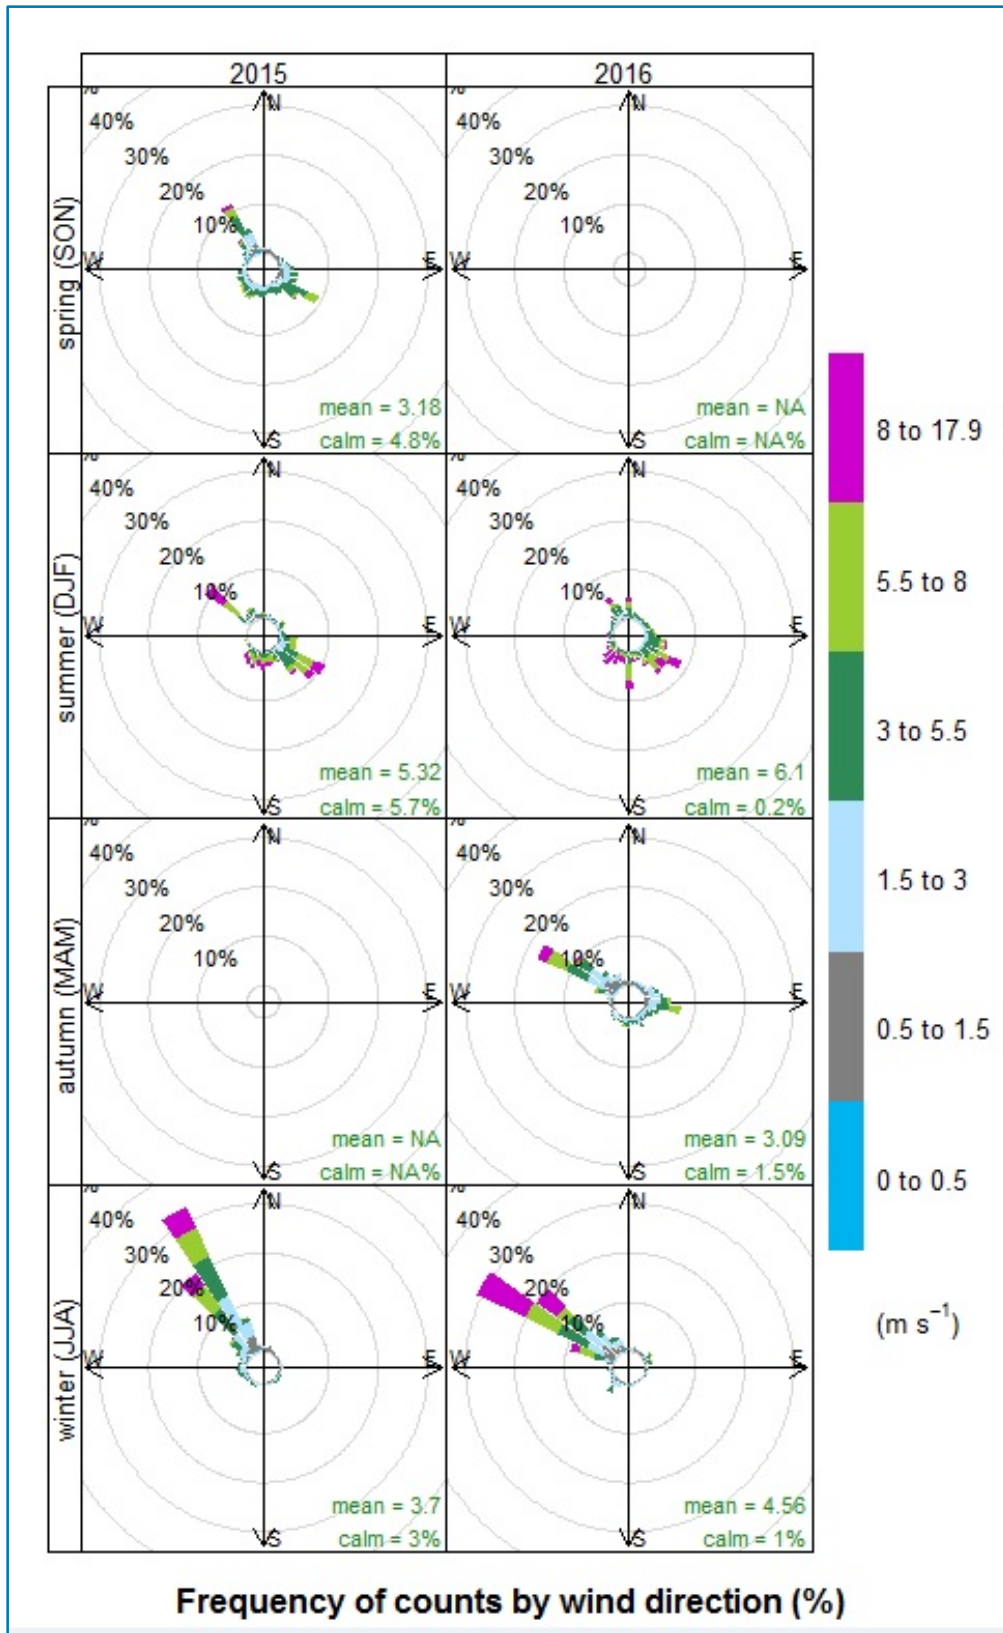 2015 2016
spring (SON)
40% 30% 20% 10% N W E S
mean = 3.18
calm = 4.8%
40% 30% 20% 10% N W E S
mean = NA
calm = NA%
summer (DJF)
40% 30% 20% 10% N W E S
mean = 5.32
calm = 5.7%
40% 30% 20% 10% N W E S
mean = 6.1
calm = 0.2%
autumn (MAM)
40% 30% 20% 10% N W E S
mean = NA
calm = NA%
40% 30% 20% 10% N W E S
mean = 3.09
calm = 1.5%
winter (JJA)
40% 30% 20% 10% N W E S
mean = 3.7
calm = 3%
40% 30% 20% 10% N W E S
mean = 4.56
calm = 1%
8 to 17.9
5.5 to 8
3 to 5.5
1.5 to 3
0.5 to 1.5
0 to 0.5
(m s⁻¹)
Frequency of counts by wind direction (%)